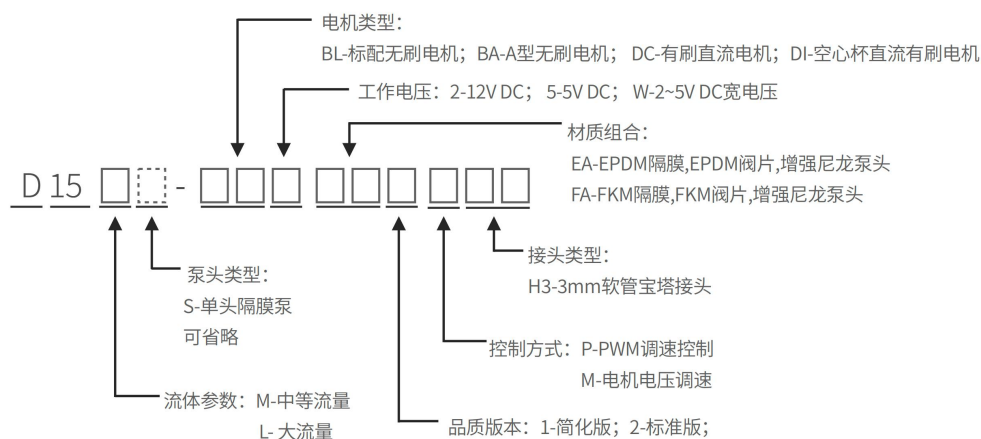 电机类型：
BL-标配无刷电机； BA-A型无刷电机； DC-有刷直流电机； DI-空心杯直流有刷电机
工作电压：2-12V DC； 5-5V DC； W-2~5V DC宽电压
材质组合：
EA-EPDM隔膜,EPDM阀片,增强尼龙泵头
FA-FKM隔膜,FKM阀片,增强尼龙泵头
D 15 -
接头类型：
H3-3mm软管宝塔接头
泵头类型：
S-单头隔膜泵
可省略
控制方式：P-PWM调速控制
M-电机电压调速
流体参数：M-中等流量
L- 大流量
品质版本：1-简化版；2-标准版；